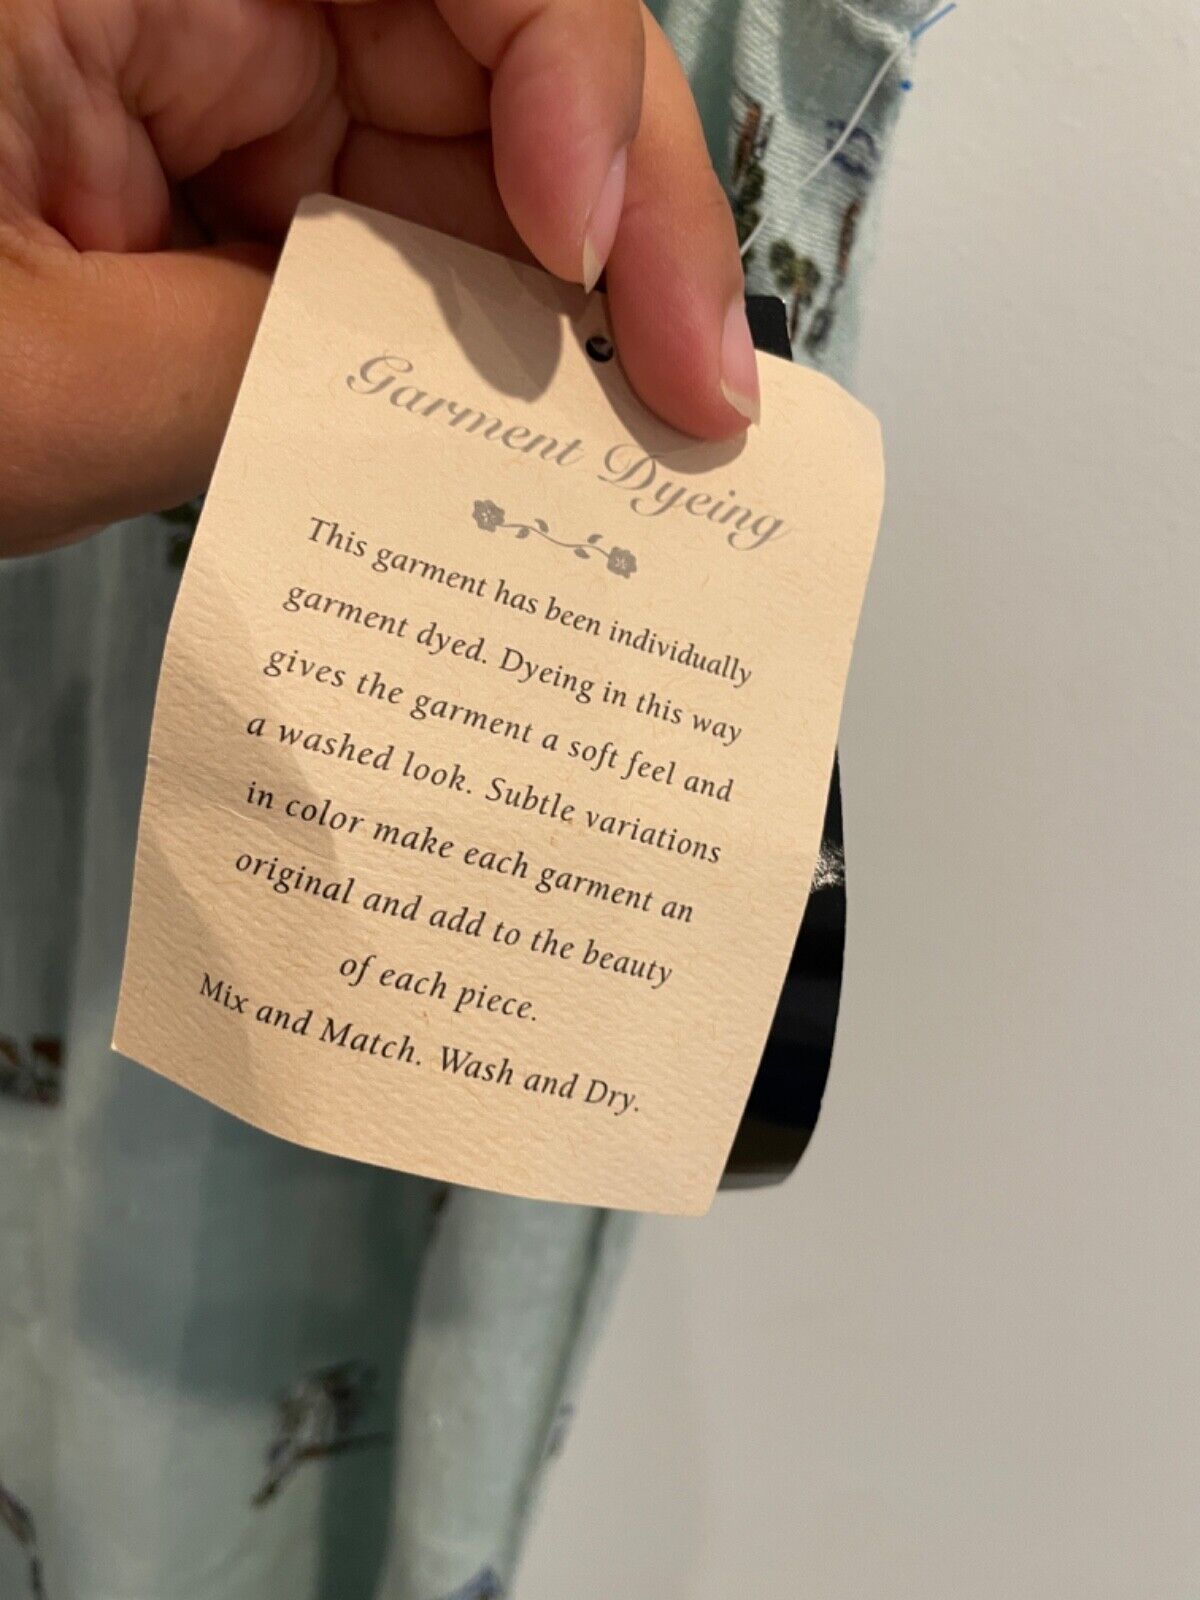 Garment Dyeing
This garment has been individually
garment dyed. Dyeing in this way
gives the garment a soft feel and
a washed look. Subtle variations
in color make each garment an
original and add to the beauty
of each piece.
Mix and Match. Wash and Dry.